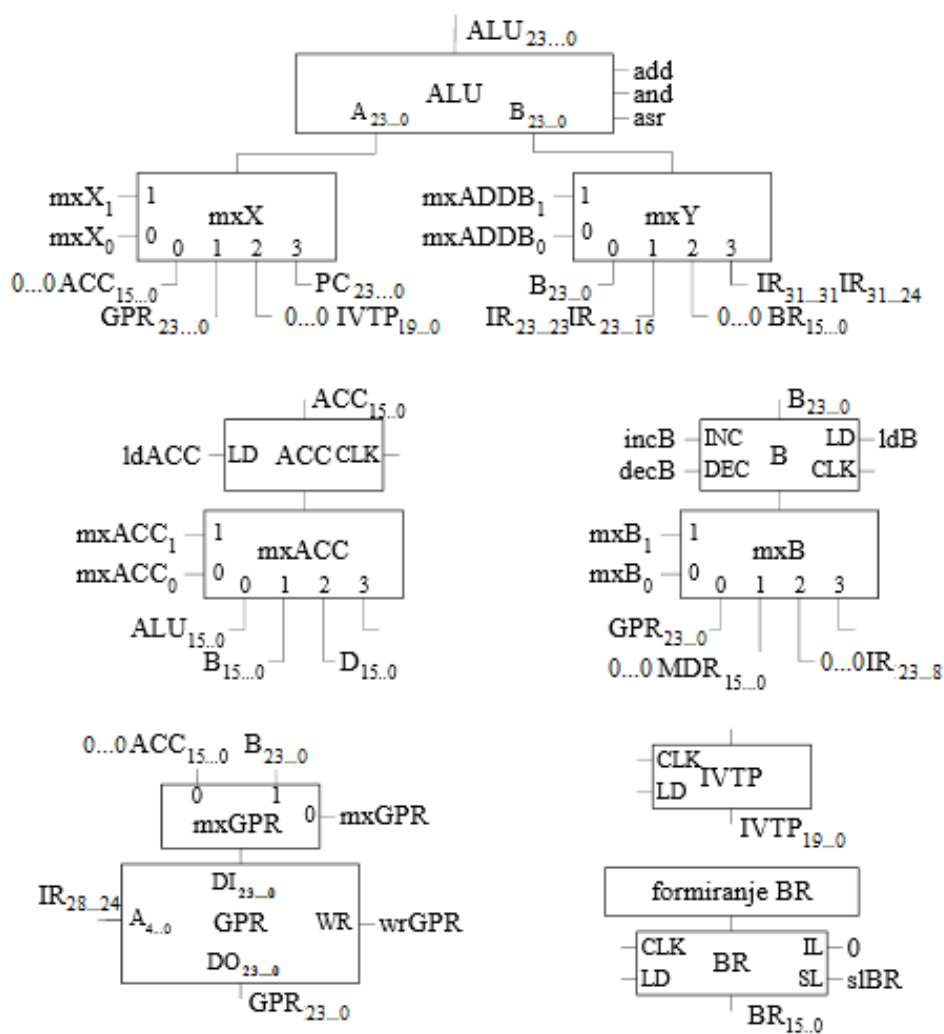 ALU23...0
ALU
A23...0 B23...0
add
and
asr
mxX1
mxX0
1
0
mxX
0 1 2 3
0...0 ACC15...0
GPR23...0
0...0 IVTP19...0
PC23...0
mxADDB1
mxADDB0
1
0
mxY
0 1 2 3
B23...0
IR23...23IR23...16
0...0 BR15...0
IR31...31IR31...24
ACC15...0
ldACC
LD ACC CLK
mxACC1
mxACC0
1
0
mxACC
0 1 2 3
ALU15...0
B15...0
D15...0
B23...0
incB
decB
INC LD
B
DEC CLK
ldB
mxB1
mxB0
1
0
mxB
0 1 2 3
GPR23...0
0...0 MDR15...0
0...0IR23...8
0...0ACC15...0 B23...0
0 1
mxGPR 0
mxGPR
IR28...24
DI23...0
A4...0 GPR WR
wrGPR
DO23...0
GPR23...0
CLK
LD
IVTP
IVTP19...0
formiranje BR
CLK IL
BR
LD SL
0
slBR
BR15...0